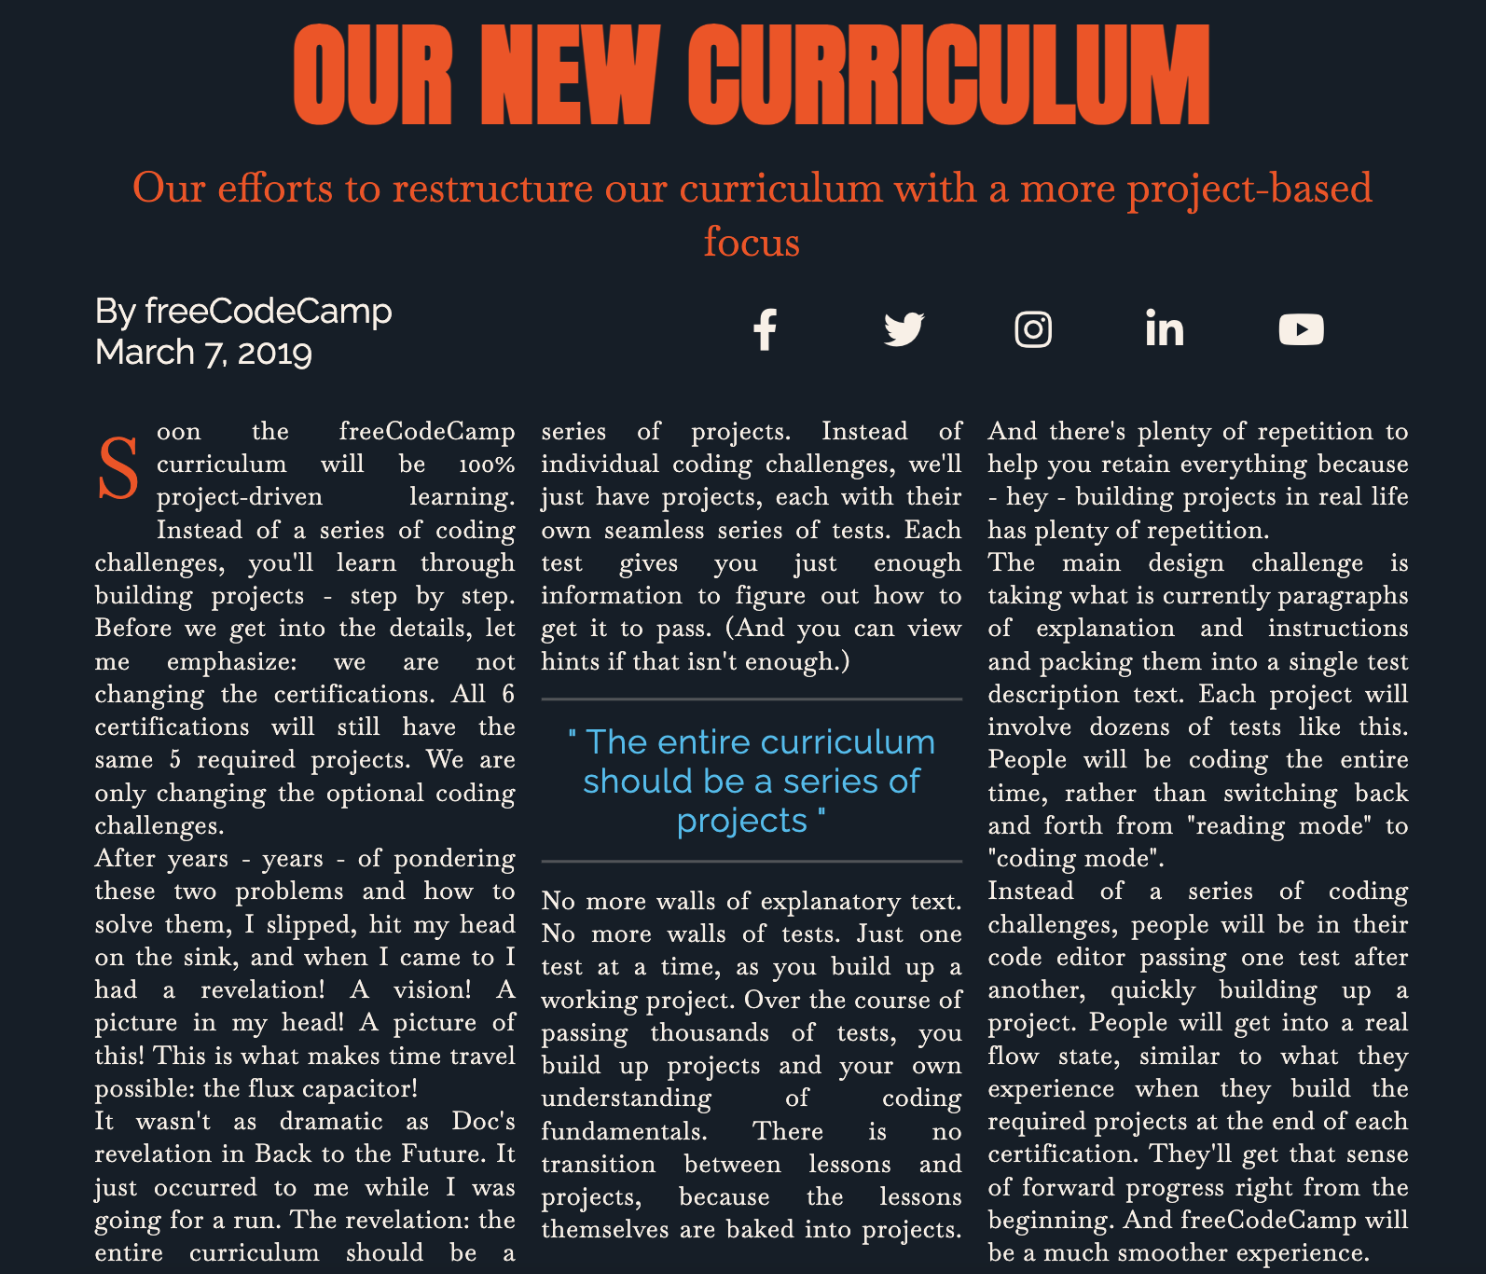 OUR NEW CURRICULUM
Our efforts to restructure our curriculum with a more project-based
focus
By freeCodeCamp
March 7, 2019
Soon the freeCodeCamp
curriculum will be 100%
project-driven learning.
Instead of a series of coding
challenges, you'll learn through
building projects - step by step.
Before we get into the details, let
me emphasize: we are not
changing the certifications. All 6
certifications will still have the
same 5 required projects. We are
only changing the optional coding
challenges.
After years - years - of pondering
these two problems and how to
solve them, I slipped, hit my head
on the sink, and when I came to I
had a revelation! A vision! A
picture in my head! A picture of
this! This is what makes time travel
possible: the flux capacitor!
It wasn't as dramatic as Doc's
revelation in Back to the Future. It
just occurred to me while I was
going for a run. The revelation: the
entire curriculum should be a
series of projects. Instead of
individual coding challenges, we'll
just have projects, each with their
own seamless series of tests. Each
test gives you just enough
information to figure out how to
get it to pass. (And you can view
hints if that isn't enough.)
" The entire curriculum
should be a series of
projects "
No more walls of explanatory text.
No more walls of tests. Just one
test at a time, as you build up a
working project. Over the course of
passing thousands of tests, you
build up projects and your own
understanding of coding
fundamentals. There is no
transition between lessons and
projects, because the lessons
themselves are baked into projects.
And there's plenty of repetition to
help you retain everything because
- hey - building projects in real life
has plenty of repetition.
The main design challenge is
taking what is currently paragraphs
of explanation and instructions
and packing them into a single test
description text. Each project will
involve dozens of tests like this.
People will be coding the entire
time, rather than switching back
and forth from "reading mode" to
"coding mode".
Instead of a series of coding
challenges, people will be in their
code editor passing one test after
another, quickly building up a
project. People will get into a real
flow state, similar to what they
experience when they build the
required projects at the end of each
certification. They'll get that sense
of forward progress right from the
beginning. And freeCodeCamp will
be a much smoother experience.